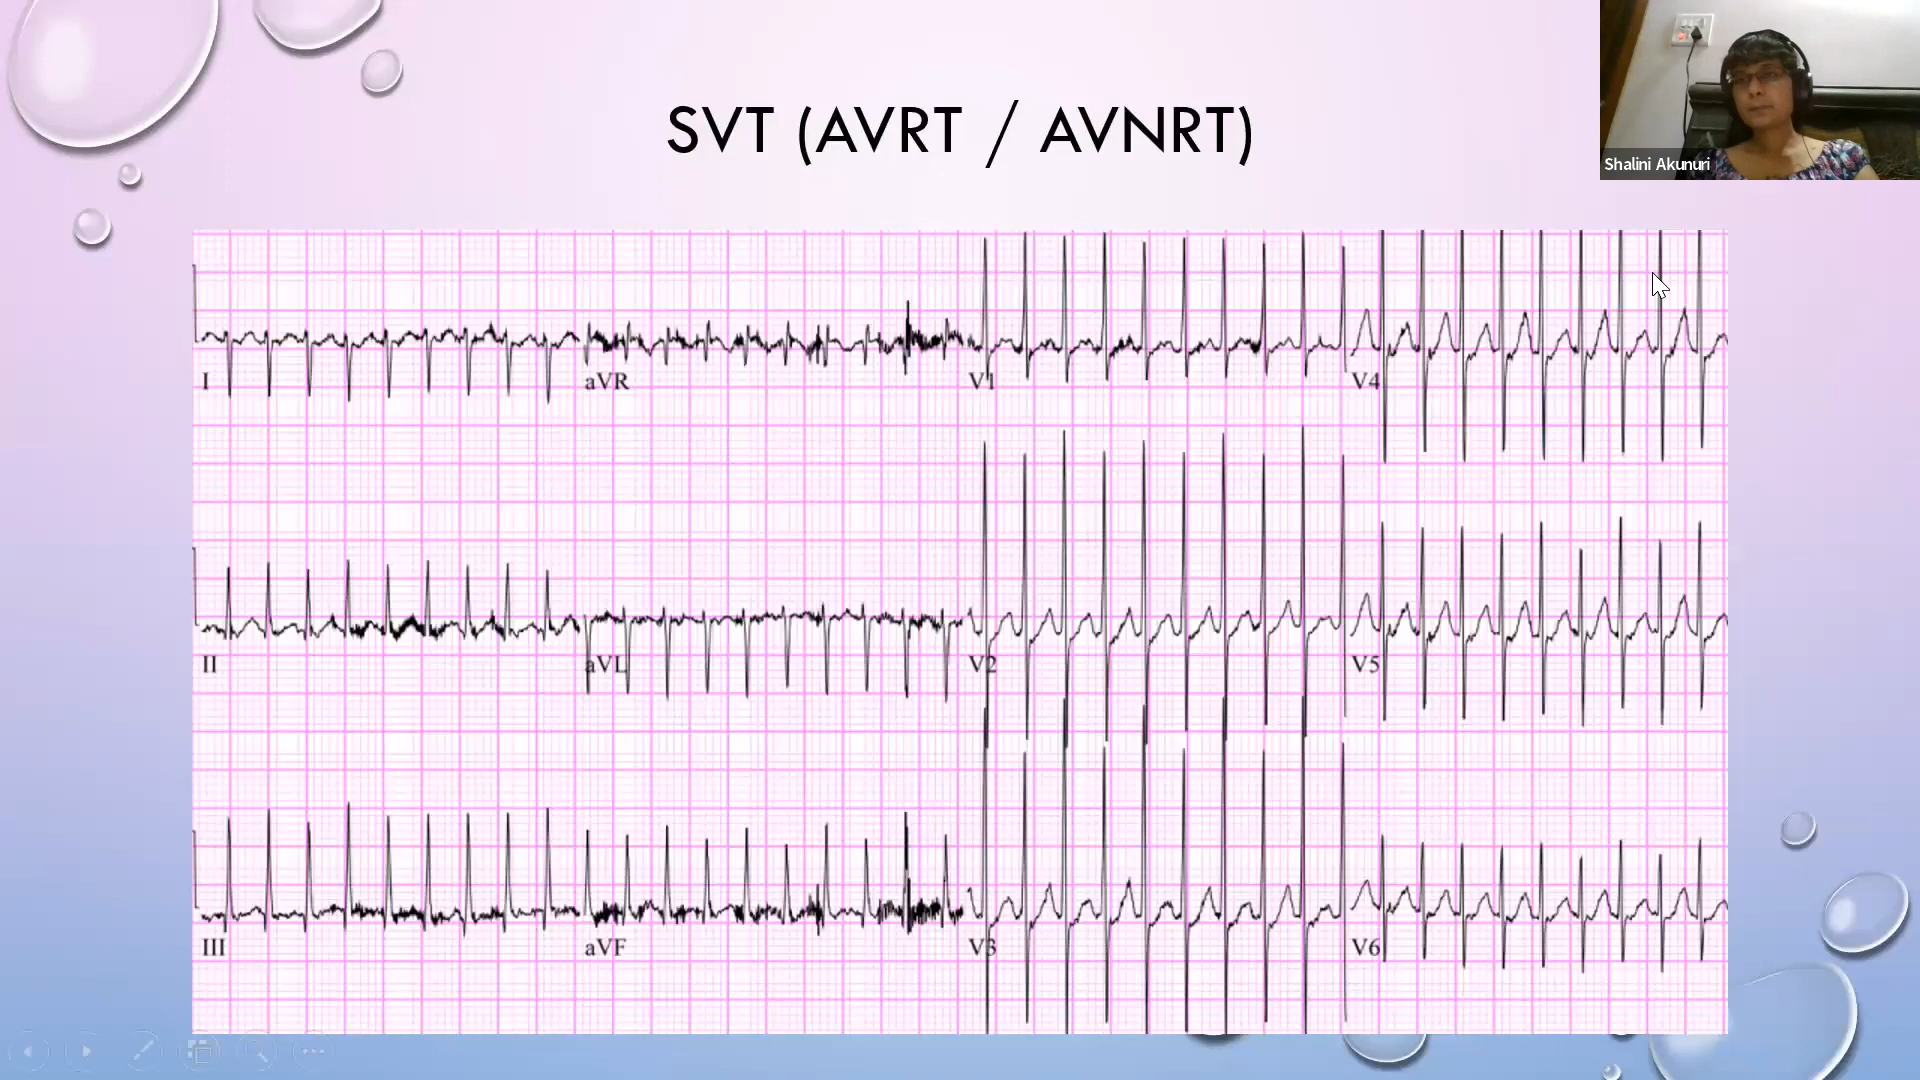 SVT (AVRT / AVNRT)
Shalini Akunuri
I
aVR
V1
V4
II
aVL
V2
V5
III
aVF
V3
V6